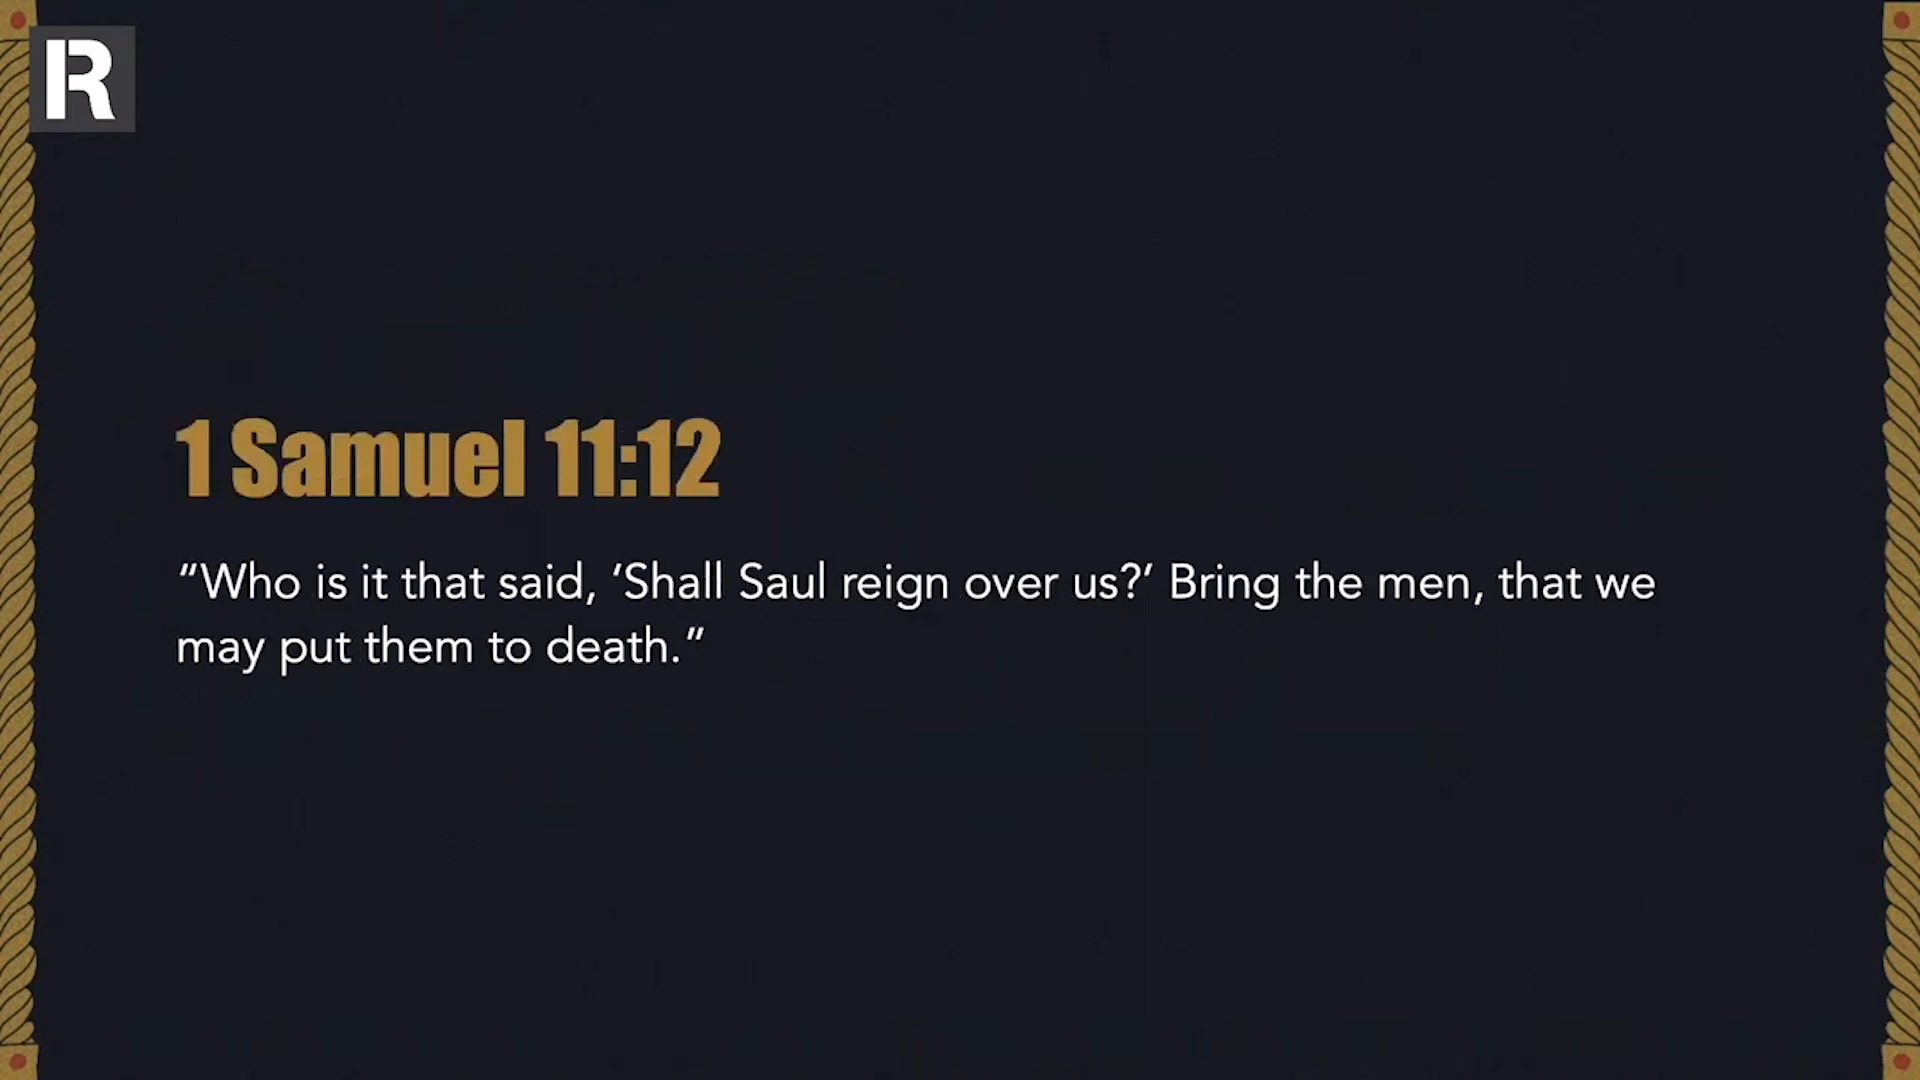 R
1 Samuel 11:12
“Who is it that said, ‘Shall Saul reign over us?’ Bring the men, that we
may put them to death.”